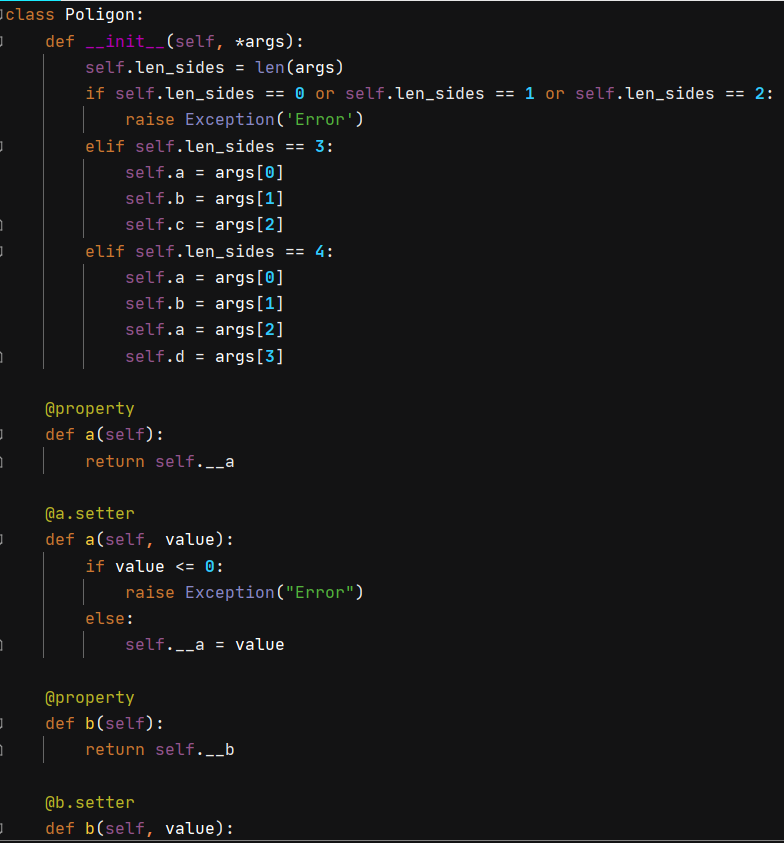 class Poligon:
    def __init__(self, *args):
        self.len_sides = len(args)
        if self.len_sides == 0 or self.len_sides == 1 or self.len_sides == 2:
            raise Exception('Error')
        elif self.len_sides == 3:
            self.a = args[0]
            self.b = args[1]
            self.c = args[2]
        elif self.len_sides == 4:
            self.a = args[0]
            self.b = args[1]
            self.a = args[2]
            self.d = args[3]

    @property
    def a(self):
        return self.__a

    @a.setter
    def a(self, value):
        if value <= 0:
            raise Exception("Error")
        else:
            self.__a = value

    @property
    def b(self):
        return self.__b

    @b.setter
    def b(self, value):